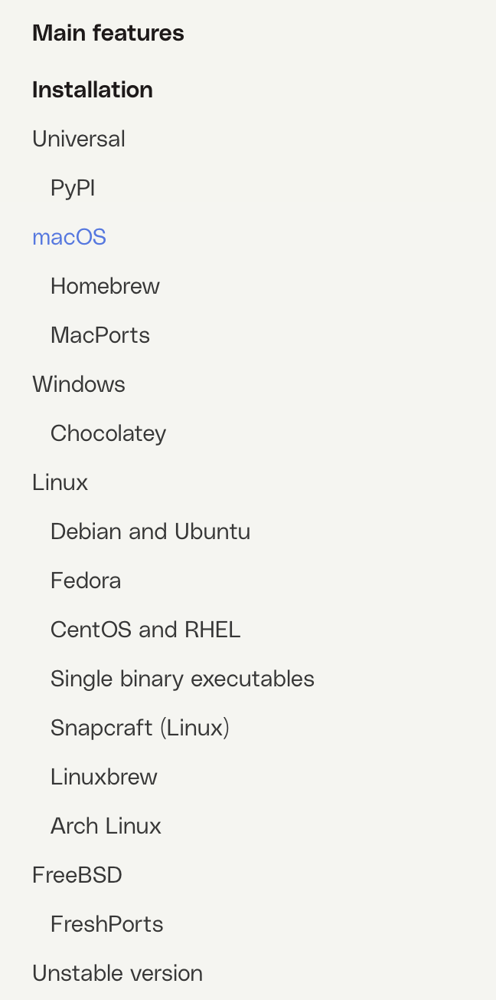 Main features
Installation
Universal
PyPI
macOS
Homebrew
MacPorts
Windows
Chocolatey
Linux
Debian and Ubuntu
Fedora
CentOS and RHEL
Single binary executables
Snapcraft (Linux)
Linuxbrew
Arch Linux
FreeBSD
FreshPorts
Unstable version